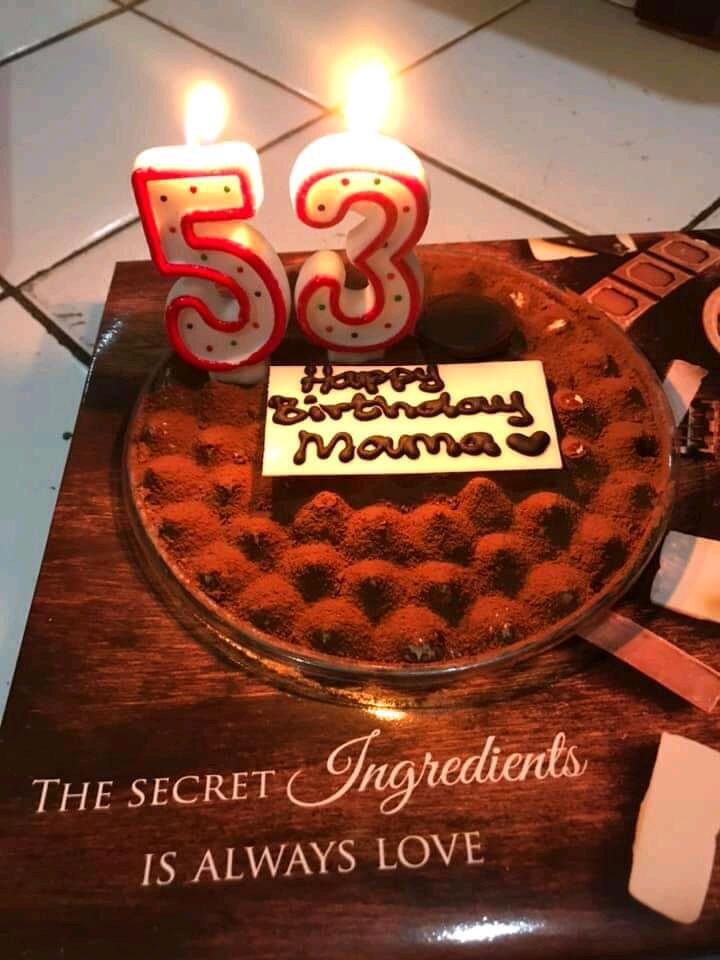 53
Happy
Birthday
Mama
THE SECRET Ingredients
IS ALWAYS LOVE